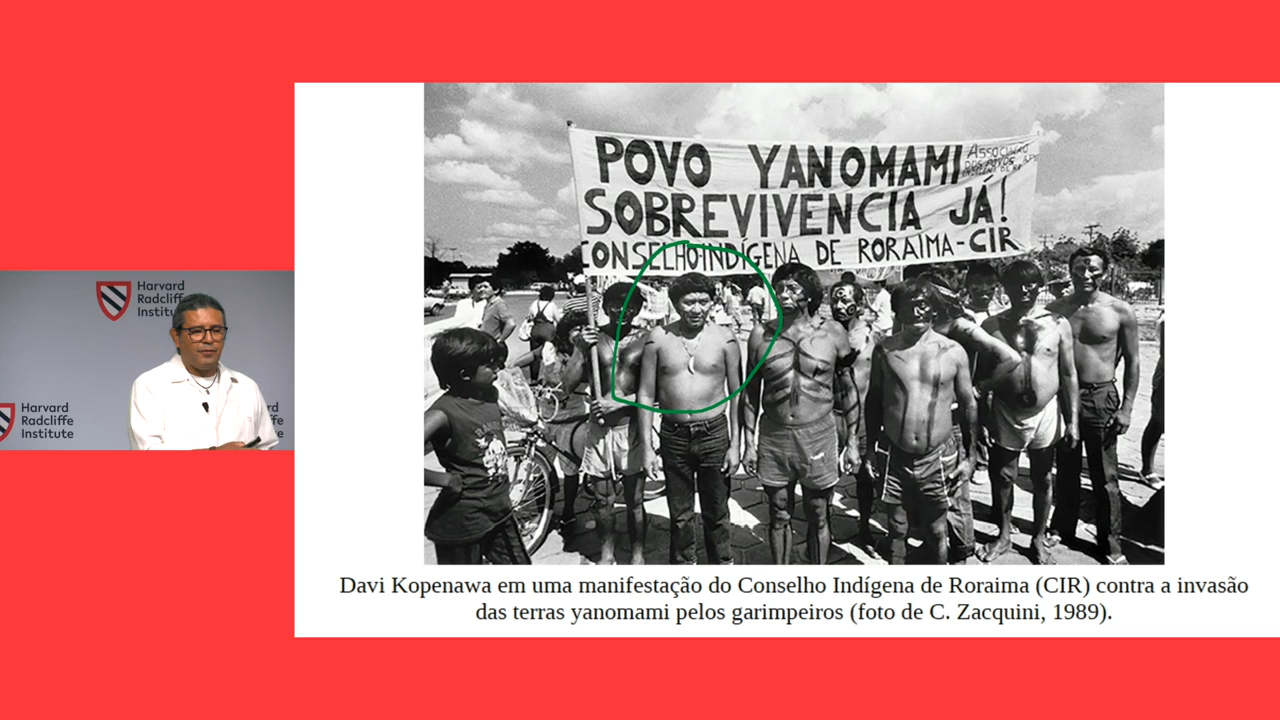 Harvard
Radcliffe
Institu
Harvard
Radcliffe
Institute
POVO YANOMAMI
SOBREVIVENCIA JÁ!
CONSELHO INDÍGENA DE RORAIMA - CIR
Davi Kopenawa em uma manifestação do Conselho Indígena de Roraima (CIR) contra a invasão
das terras yanomami pelos garimpeiros (foto de C. Zacquini, 1989).